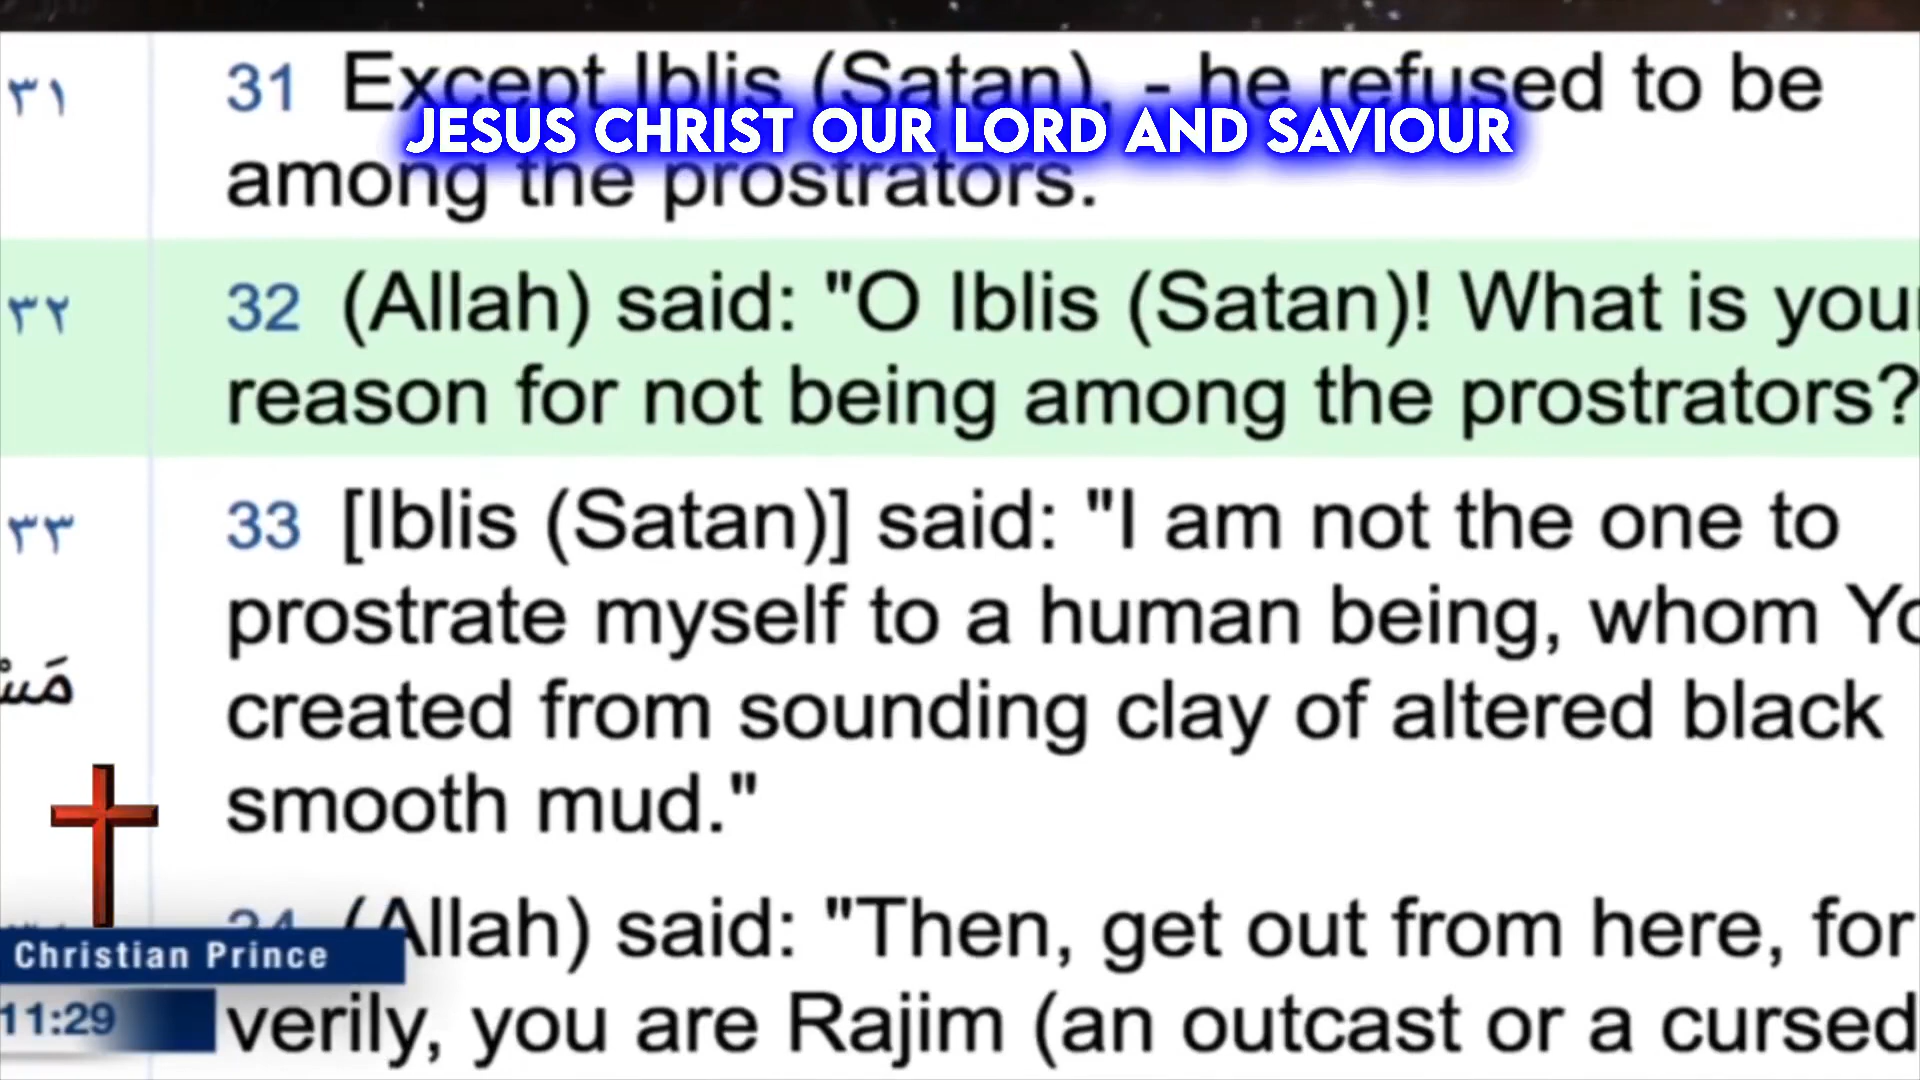 ٣١ 31 Except Iblis (Satan), - he refused to be
JESUS CHRIST OUR LORD AND SAVIOUR
among the prostrators.
٣٢ 32 (Allah) said: "O Iblis (Satan)! What is your
reason for not being among the prostrators?
٣٣ 33 [Iblis (Satan)] said: "I am not the one to
prostrate myself to a human being, whom Yo
created from sounding clay of altered black
smooth mud."
34 (Allah) said: "Then, get out from here, for
Christian Prince
11:29 verily, you are Rajim (an outcast or a cursed